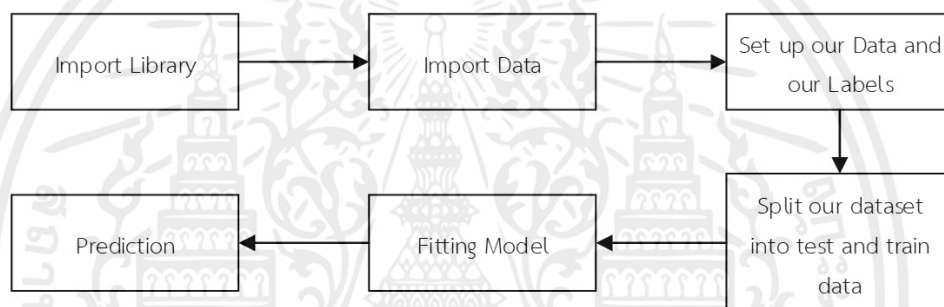 Import Library
Import Data
Set up our Data and
our Labels
Split our dataset
into test and train
data
Fitting Model
Prediction